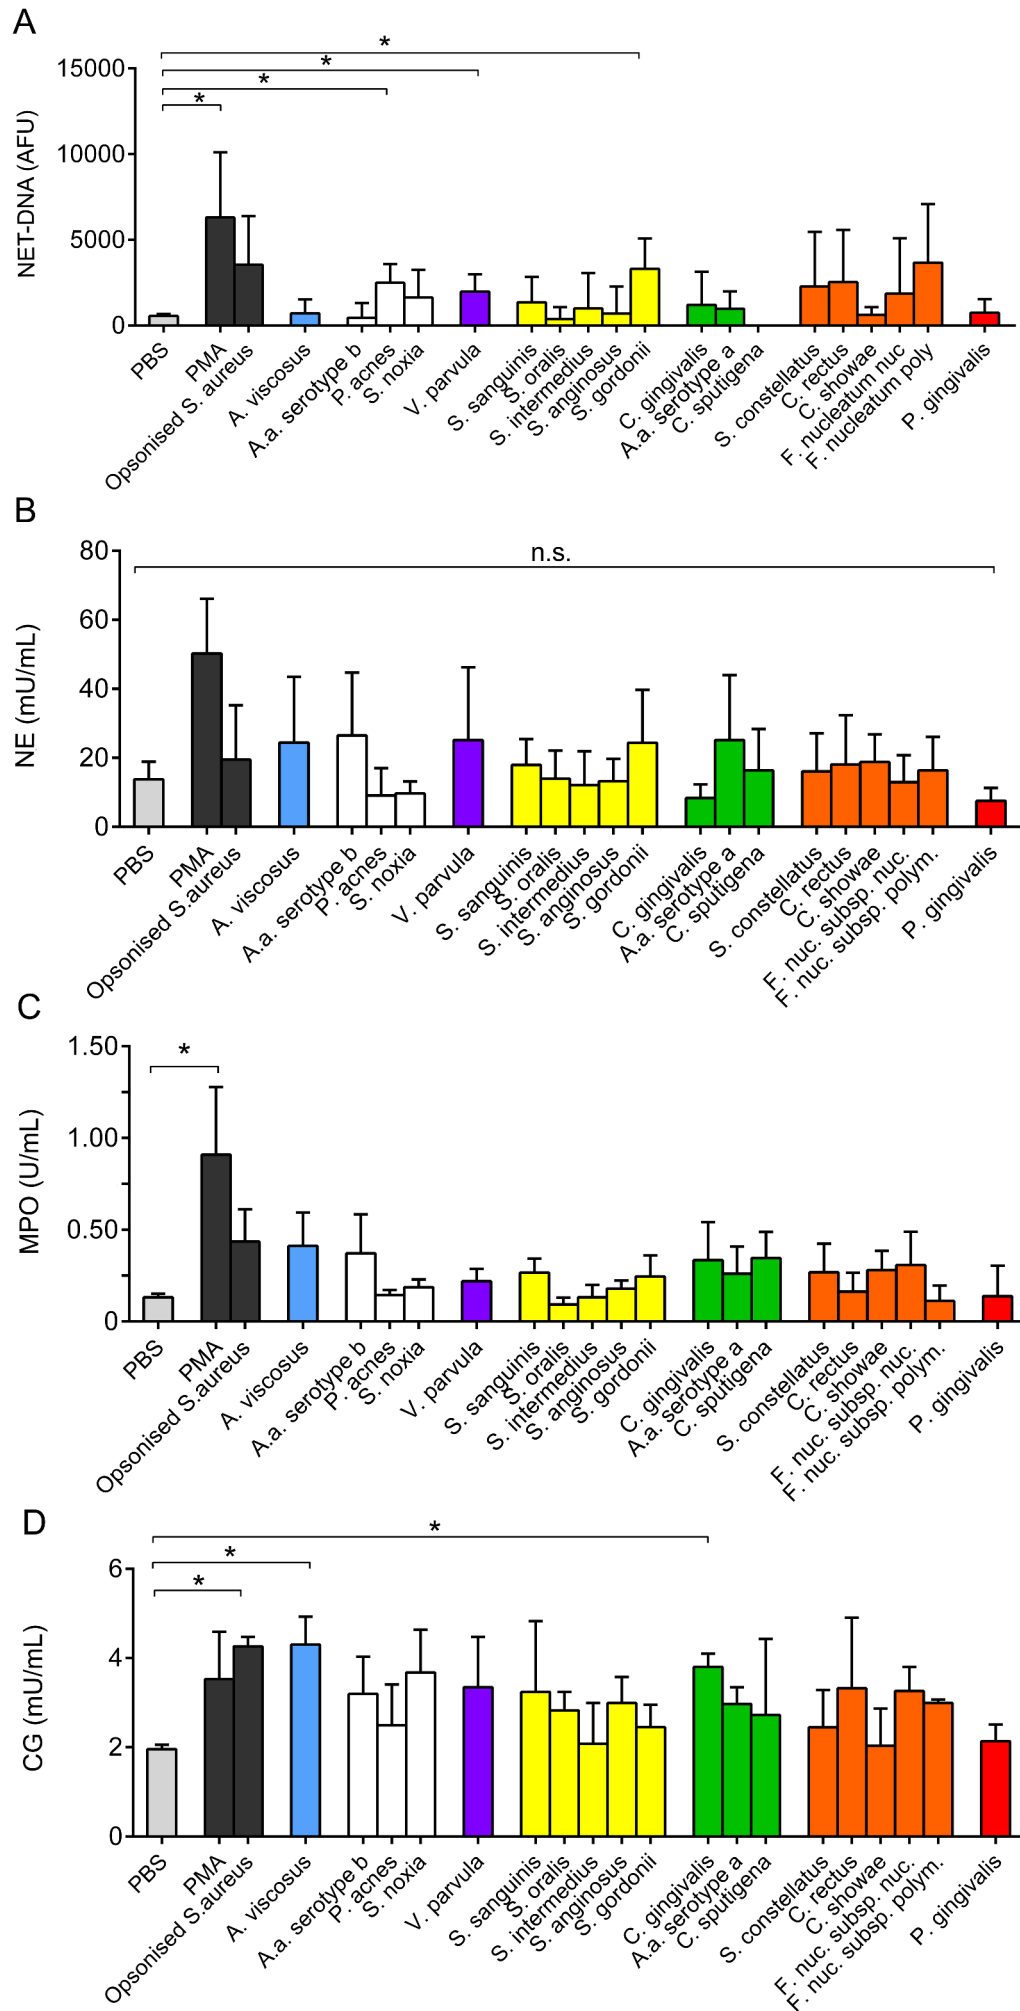 A
*
*
*
*
NET-DNA (AFU)
15000
10000
5000
0
PBS
PMA
Opsonised S. aureus
A. viscosus
A.a. serotype b
P. acnes
S. noxia
V. parvula
S. sanguinis
S. oralis
S. intermedius
S. anginosus
S. gordonii
C. gingivalis
A.a. serotype a
C. sputigena
S. constellatus
C. rectus
C. showae
F. nucleatum nuc
F. nucleatum poly
P. gingivalis
B
n.s.
NE (mU/mL)
80
60
40
20
0
PBS
PMA
Opsonised S.aureus
A. viscosus
A.a. serotype b
P. acnes
S. noxia
V. parvula
S. sanguinis
S. oralis
S. intermedius
S. anginosus
S. gordonii
C. gingivalis
A.a. serotype a
C. sputigena
S. constellatus
C. rectus
C. showae
F. nuc. subsp. nuc.
F. nuc. subsp. polym.
P. gingivalis
C
*
MPO (U/mL)
1.50
1.00
0.50
0
PBS
PMA
Opsonised S.aureus
A. viscosus
A.a. serotype b
P. acnes
S. noxia
V. parvula
S. sanguinis
S. oralis
S. intermedius
S. anginosus
S. gordonii
C. gingivalis
A.a. serotype a
C. sputigena
S. constellatus
C. rectus
C. showae
F. nuc. subsp. nuc.
F. nuc. subsp. polym.
P. gingivalis
D
*
*
*
CG (mU/mL)
6
4
2
0
PBS
PMA
Opsonised S.aureus
A. viscosus
A.a. serotype b
P. acnes
S. noxia
V. parvula
S. sanguinis
S. oralis
S. intermedius
S. anginosus
S. gordonii
C. gingivalis
A.a. serotype a
C. sputigena
S. constellatus
C. rectus
C. showae
F. nuc. subsp. nuc.
F. nuc. subsp. polym.
P. gingivalis